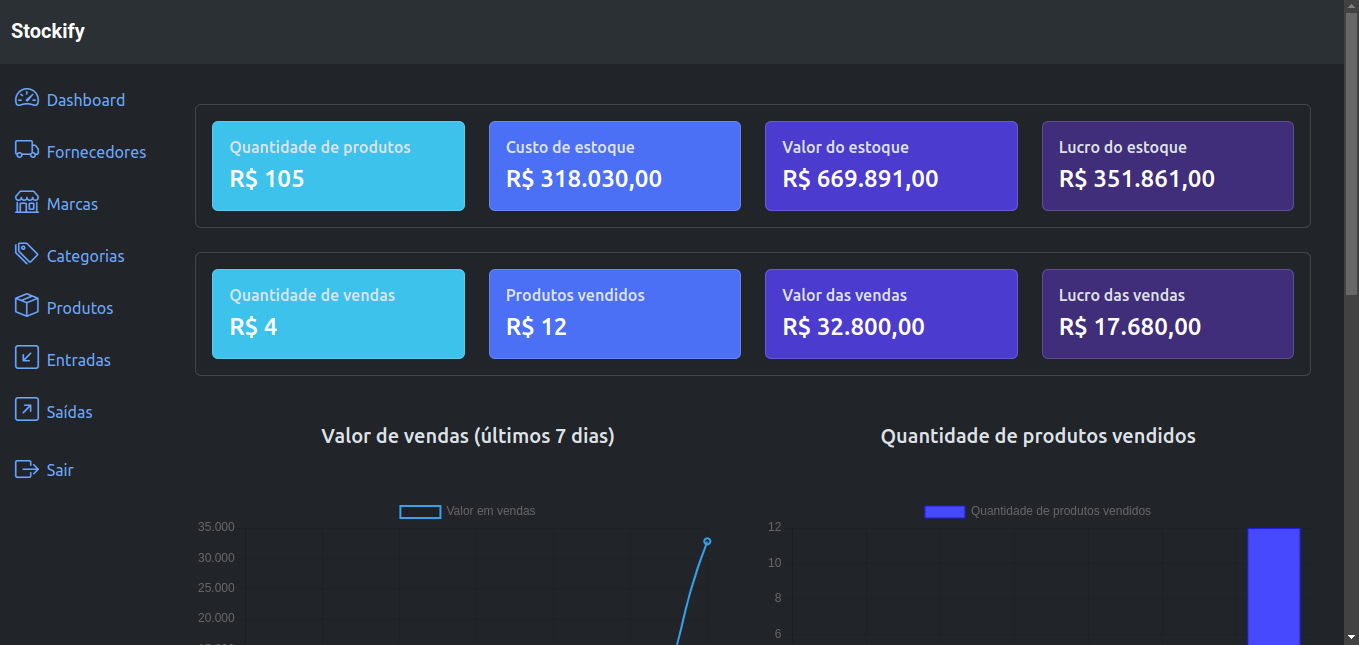 Stockify
Dashboard
Fornecedores
Marcas
Categorias
Produtos
Entradas
Saídas
Sair
Quantidade de produtos
R$ 105
Custo de estoque
R$ 318.030,00
Valor do estoque
R$ 669.891,00
Lucro do estoque
R$ 351.861,00
Quantidade de vendas
R$ 4
Produtos vendidos
R$ 12
Valor das vendas
R$ 32.800,00
Lucro das vendas
R$ 17.680,00
Valor de vendas (últimos 7 dias)
Valor em vendas
35.000
30.000
25.000
20.000
Quantidade de produtos vendidos
Quantidade de produtos vendidos
12
10
8
6